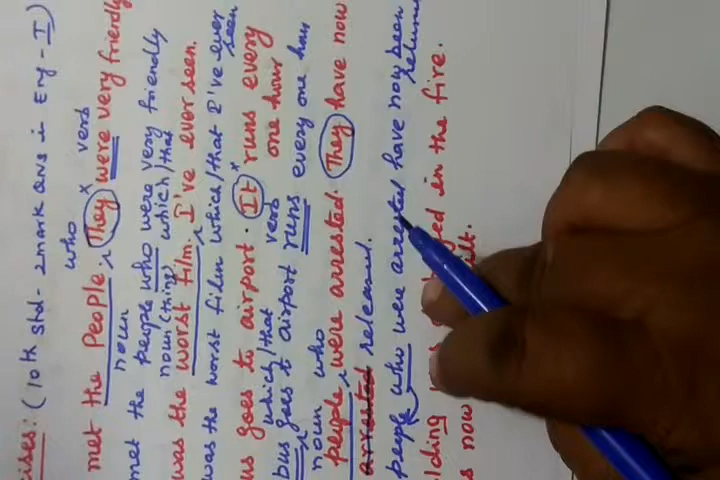 ises: (10th Std - 2mark ans in Eng - I)
who
x verb
met the People. They were very friendly
noun
met the people who were very friendly
noun (thing) which/that
was the worst film. I've ever seen.
was the worst film which/that I've ever seen
us goes to airport. It x runs every one hour
which/that verb
bus goes to airport runs every one hour
noun who
people were arrested. They have now
arrested released.
people who were arrested have now been
lding in the fire.
s now